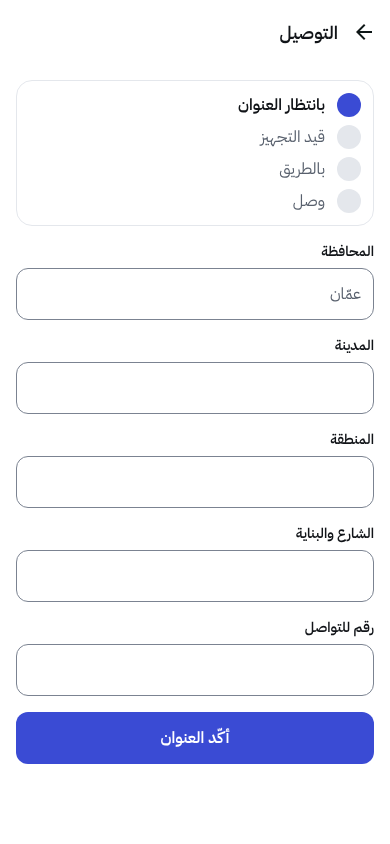 التوصيل
بانتظار العنوان
قيد التجهيز
بالطريق
وصل
المحافظة
عمّان
المدينة
المنطقة
الشارع والبناية
رقم للتواصل
أكّد العنوان